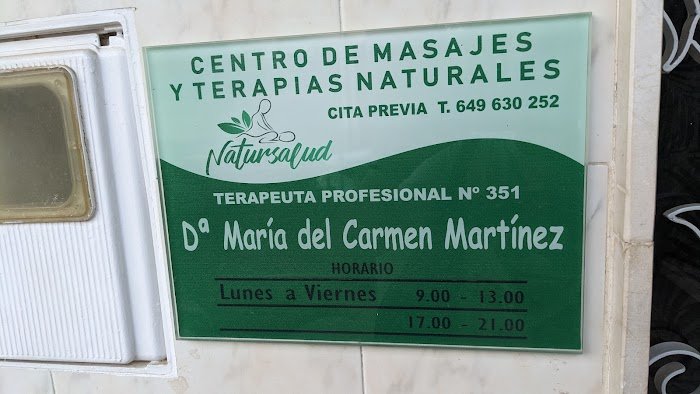 CENTRO DE MASAJES
Y TERAPIAS NATURALES
CITA PREVIA T. 649 630 252
Natursalud
TERAPEUTA PROFESIONAL Nº 351
Dª María del Carmen Martínez
HORARIO
Lunes a Viernes 9.00 - 13.00
17.00 - 21.00